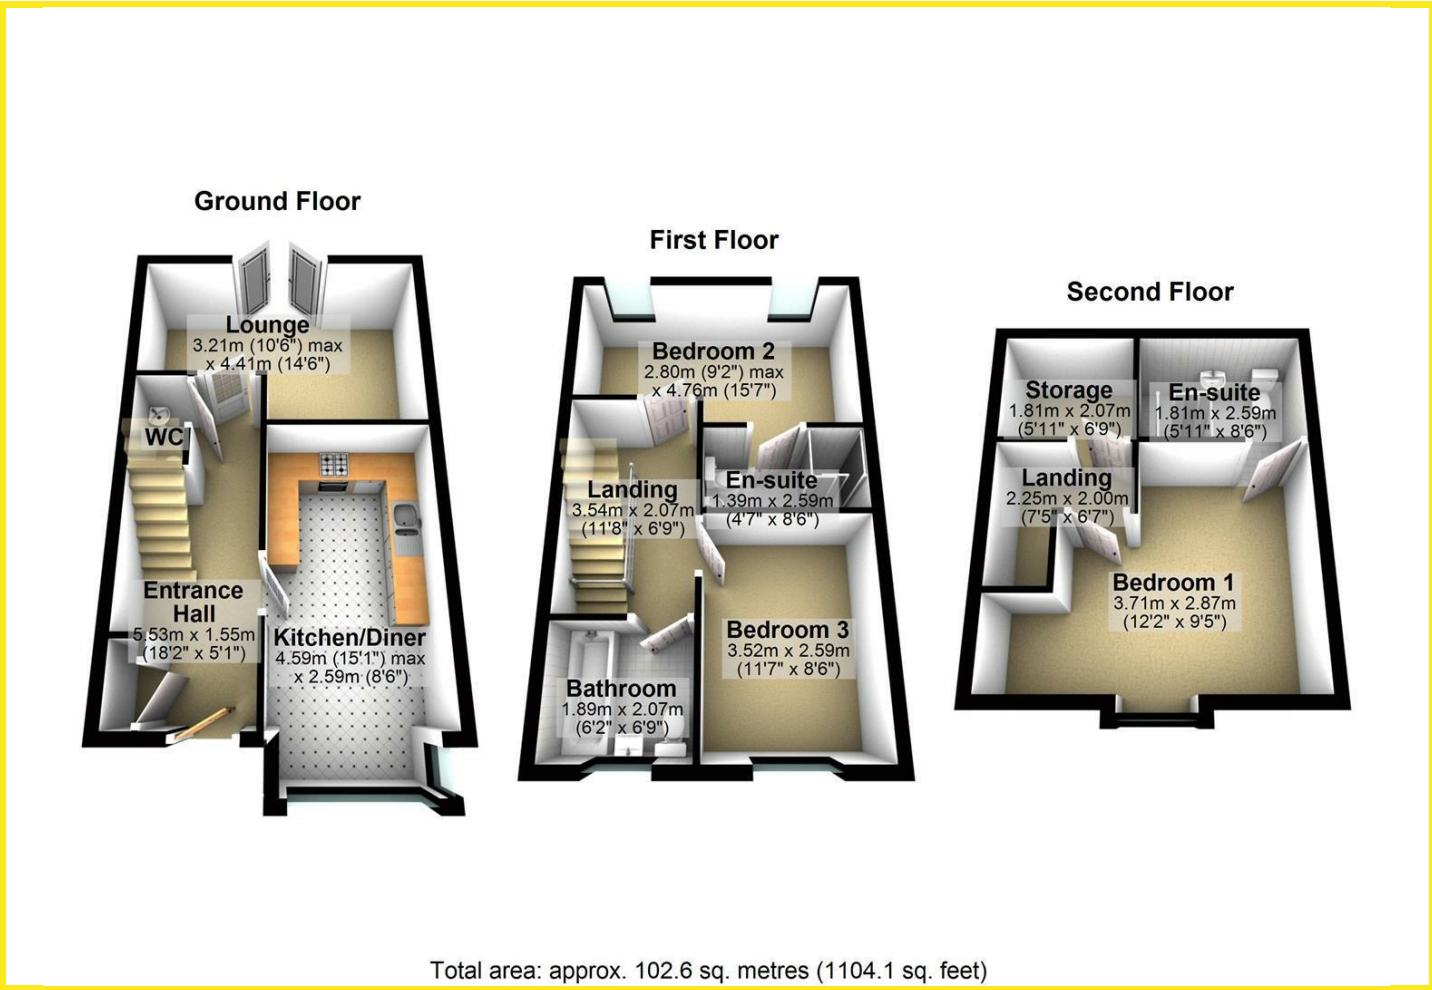 Ground Floor
Lounge
3.21m (10'6") max
x 4.41m (14'6")
WC
Entrance
Hall
5.53m x 1.55m
(18'2" x 5'1")
Kitchen/Diner
4.59m (15'1") max
x 2.59m (8'6")
First Floor
Bedroom 2
2.80m (9'2") max
x 4.76m (15'7")
Landing
3.54m x 2.07m
(11'8" x 6'9")
En-suite
1.39m x 2.59m
(4'7" x 8'6")
Bedroom 3
3.52m x 2.59m
(11'7" x 8'6")
Bathroom
1.89m x 2.07m
(6'2" x 6'9")
Second Floor
Storage
1.81m x 2.07m
(5'11" x 6'9")
En-suite
1.81m x 2.59m
(5'11" x 8'6")
Landing
2.25m x 2.00m
(7'5" x 6'7")
Bedroom 1
3.71m x 2.87m
(12'2" x 9'5")
Total area: approx. 102.6 sq. metres (1104.1 sq. feet)